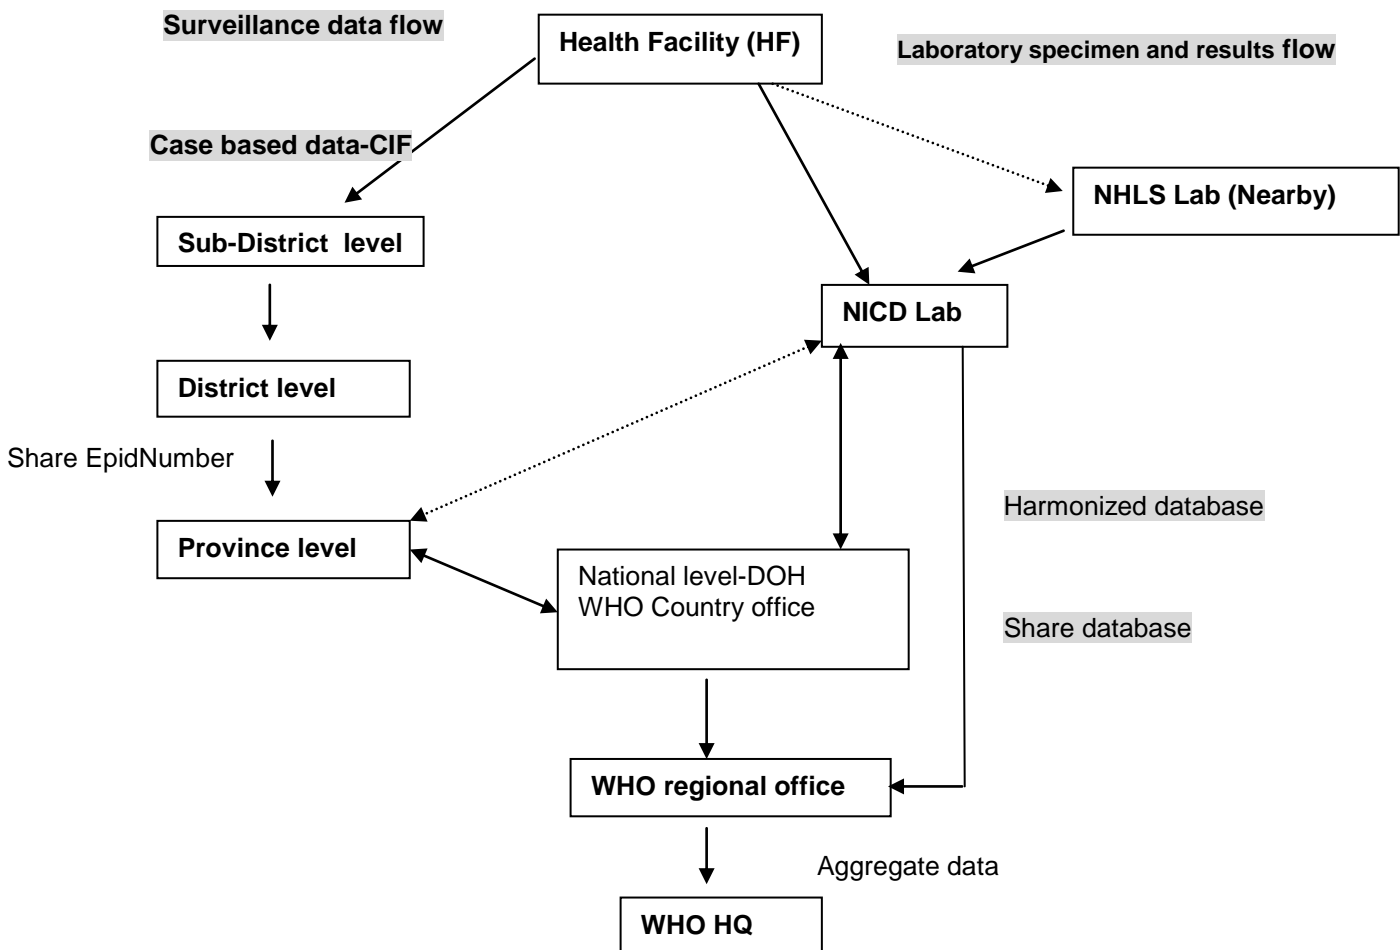 Surveillance data flow
Health Facility (HF)
Laboratory specimen and results flow
Case based data-CIF
NHLS Lab (Nearby)
Sub-District level
NICD Lab
District level
Share EpidNumber
Harmonized database
Province level
National level-DOH
WHO Country office
Share database
WHO regional office
Aggregate data
WHO HQ